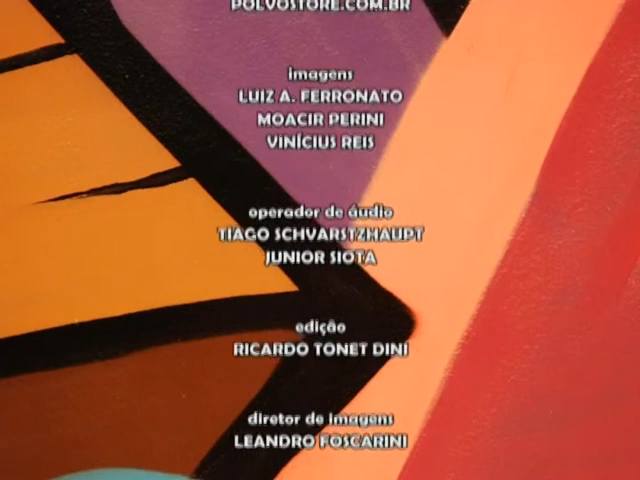 POLVOSTORE.COM.BR
imagens
LUIZ A. FERRONATO
MOACIR PERINI
VINÍCIUS REIS
operador de áudio
TIAGO SCHVARSTZHAUPT
JUNIOR SIOTA
edição
RICARDO TONET DINI
diretor de imagens
LEANDRO FOSCARINI